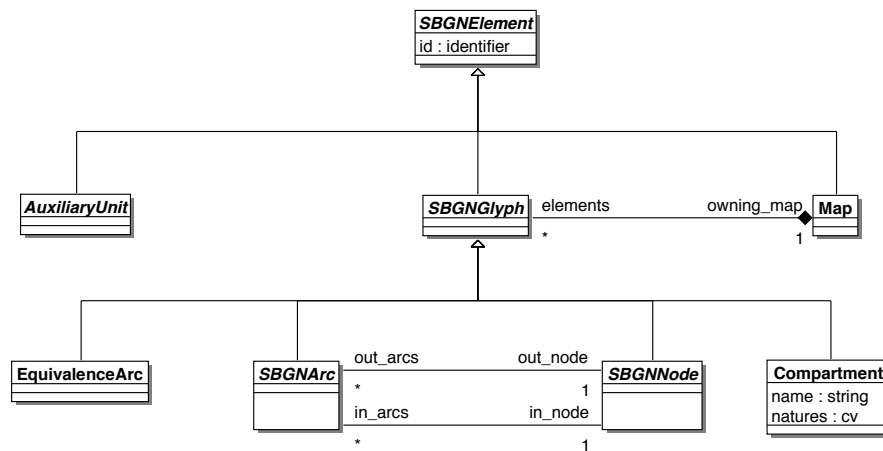 SBGNElement
id : identifier
AuxiliaryUnit
SBGNGlyph
elements
owning_map
Map
*
1
EquivalenceArc
SBGNArc
out_arcs
out_node
SBGNNode
Compartment
*
1
name : string
natures : cv
in_arcs
in_node
*
1